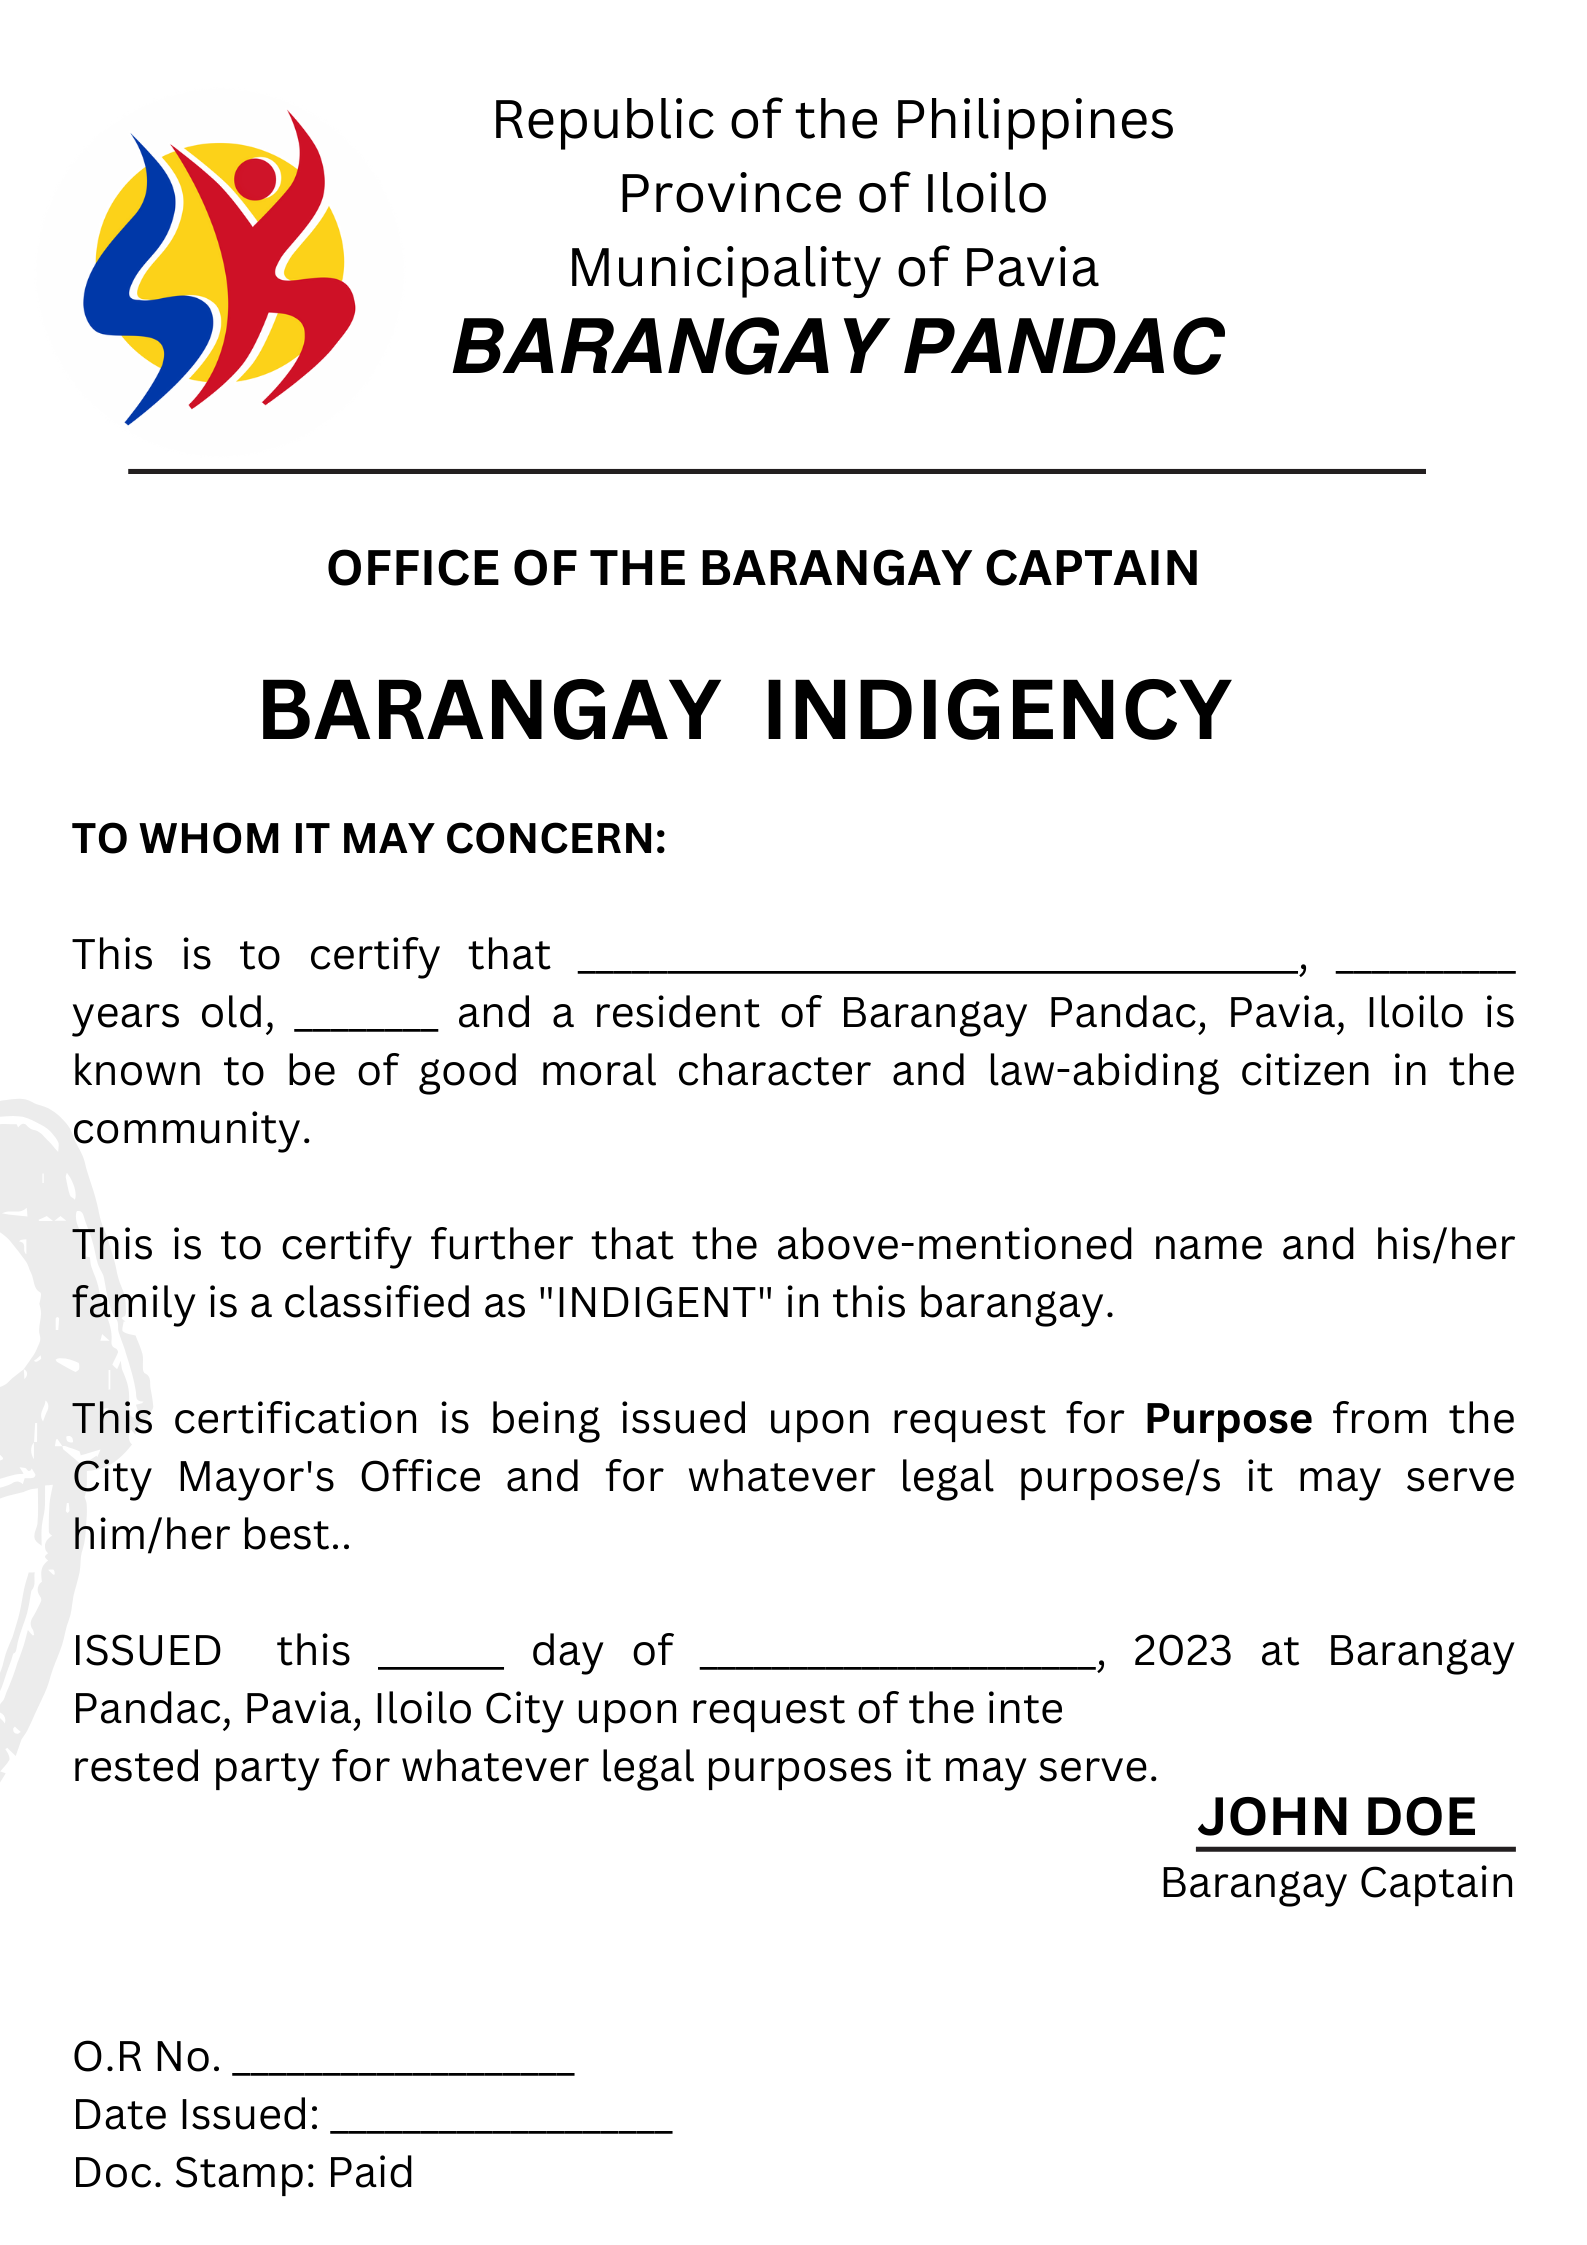 Republic of the Philippines
Province of Iloilo
Municipality of Pavia
BARANGAY PANDAC
OFFICE OF THE BARANGAY CAPTAIN
BARANGAY INDIGENCY
TO WHOM IT MAY CONCERN:
This is to certify that ________________________________________, __________
years old, ________ and a resident of Barangay Pandac, Pavia, Iloilo is
known to be of good moral character and law-abiding citizen in the
community.
This is to certify further that the above-mentioned name and his/her
family is a classified as "INDIGENT" in this barangay.
This certification is being issued upon request for Purpose from the
City Mayor's Office and for whatever legal purpose/s it may serve
him/her best..
ISSUED this _______ day of ______________________, 2023 at Barangay
Pandac, Pavia, Iloilo City upon request of the inte
rested party for whatever legal purposes it may serve.
JOHN DOE
Barangay Captain
O.R No. ___________________
Date Issued: ___________________
Doc. Stamp: Paid